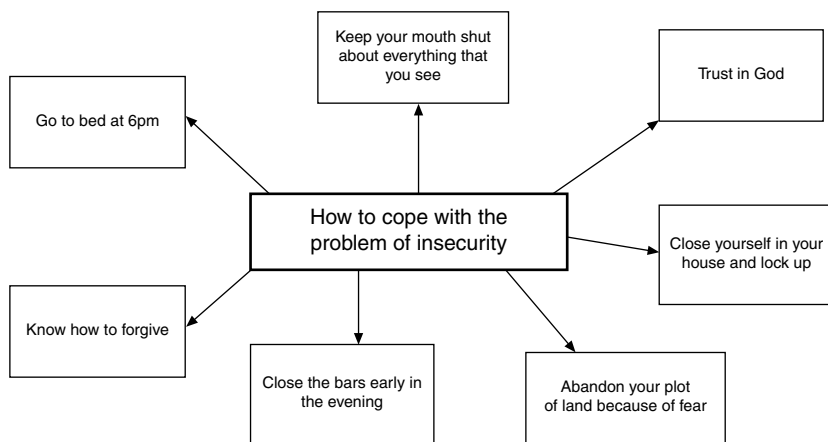 Keep your mouth shut
about everything that
you see
Trust in God
Go to bed at 6pm
How to cope with the
problem of insecurity
Close yourself in your
house and lock up
Know how to forgive
Close the bars early in
the evening
Abandon your plot
of land because of fear